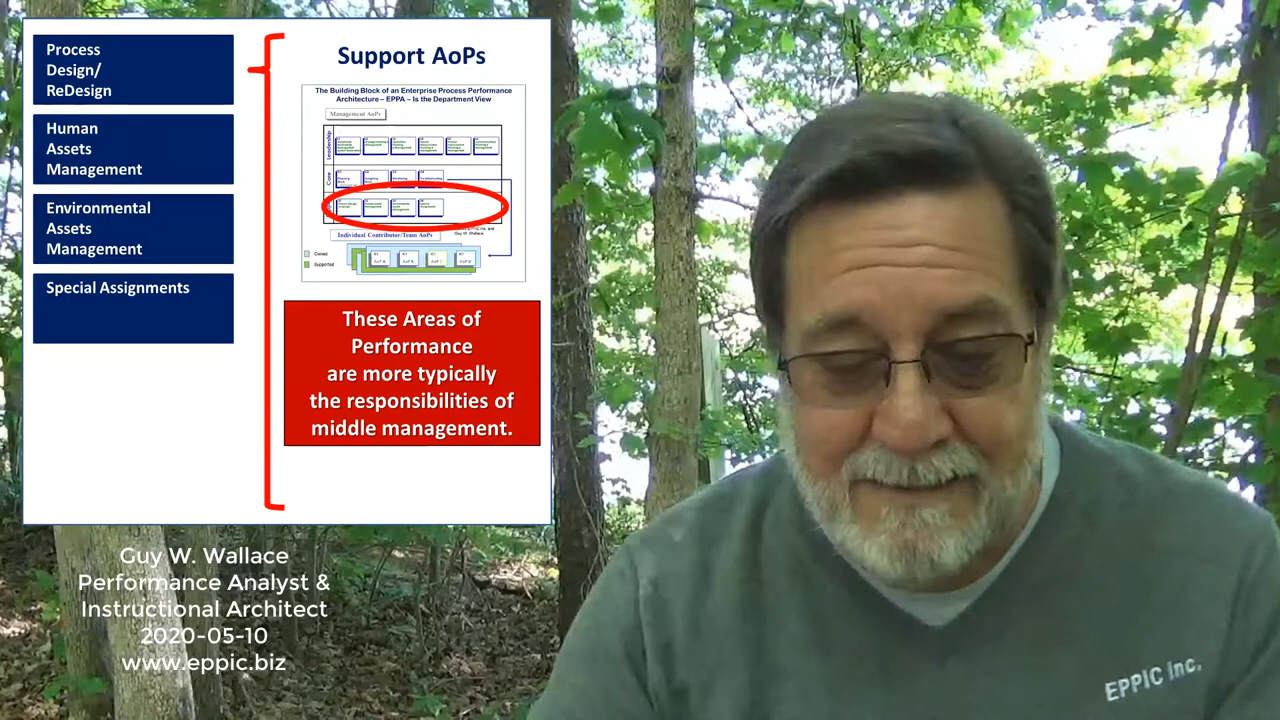 Process
Design/
ReDesign
Human
Assets
Management
Environmental
Assets
Management
Special Assignments
Support AoPs
The Building Block of an Enterprise Process Performance
Architecture – EPPA – Is the Department View
Management AoPs
Leadership
Core
Individual Contributor/Team AoPs
Guy W. Wallace
Owned
Supported
These Areas of
Performance
are more typically
the responsibilities of
middle management.
Guy W. Wallace
Performance Analyst &
Instructional Architect
2020-05-10
www.eppic.biz
EPPIC Inc.